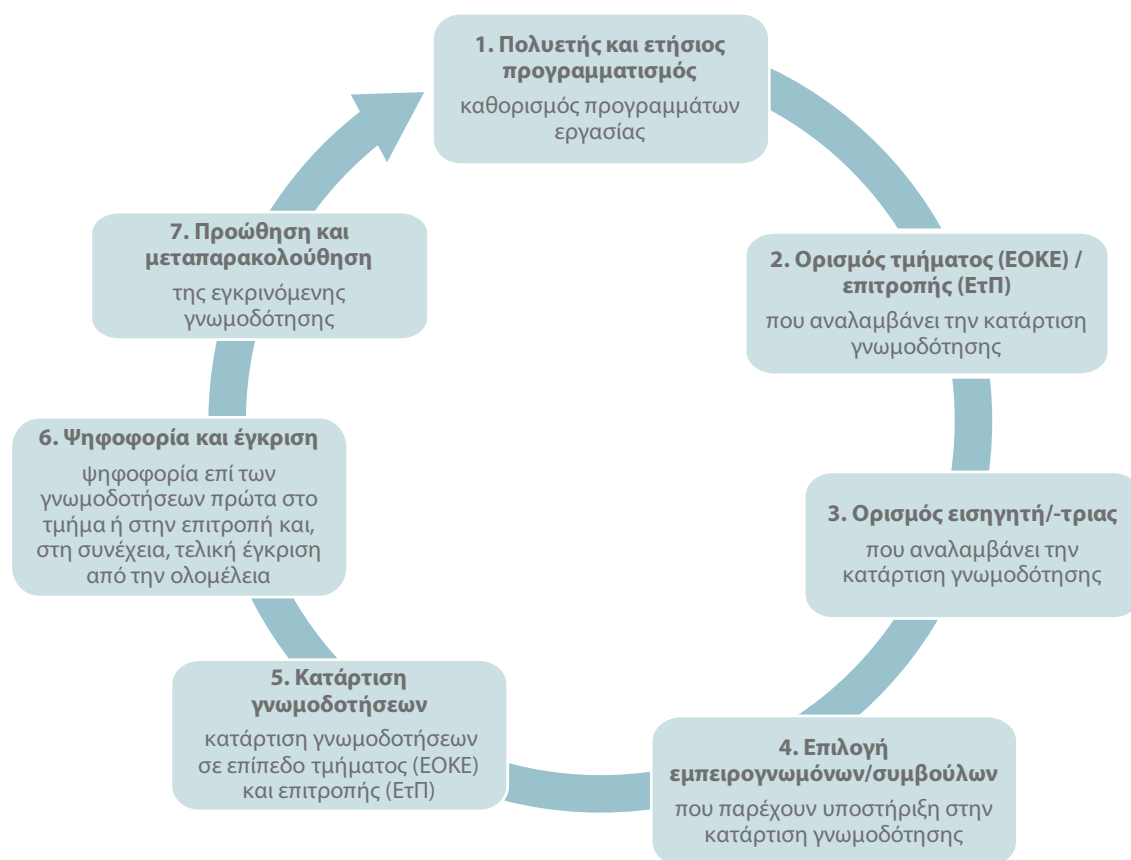 1. Πολυετής και ετήσιος
προγραμματισμός
καθορισμός προγραμμάτων
εργασίας
2. Ορισμός τμήματος (ΕΟΚΕ) /
επιτροπής (ΕτΠ)
που αναλαμβάνει την κατάρτιση
γνωμοδότησης
3. Ορισμός εισηγητή/-τριας
που αναλαμβάνει την
κατάρτιση γνωμοδότησης
4. Επιλογή
εμπειρογνωμόνων/συμβούλων
που παρέχουν υποστήριξη στην
κατάρτιση γνωμοδότησης
5. Κατάρτιση
γνωμοδοτήσεων
κατάρτιση γνωμοδοτήσεων
σε επίπεδο τμήματος (ΕΟΚΕ)
και επιτροπής (ΕτΠ)
6. Ψηφοφορία και έγκριση
ψηφοφορία επί των
γνωμοδοτήσεων πρώτα στο
τμήμα ή στην επιτροπή και,
στη συνέχεια, τελική έγκριση
από την ολομέλεια
7. Προώθηση και
μεταπαρακολούθηση
της εγκρινόμενης
γνωμοδότησης